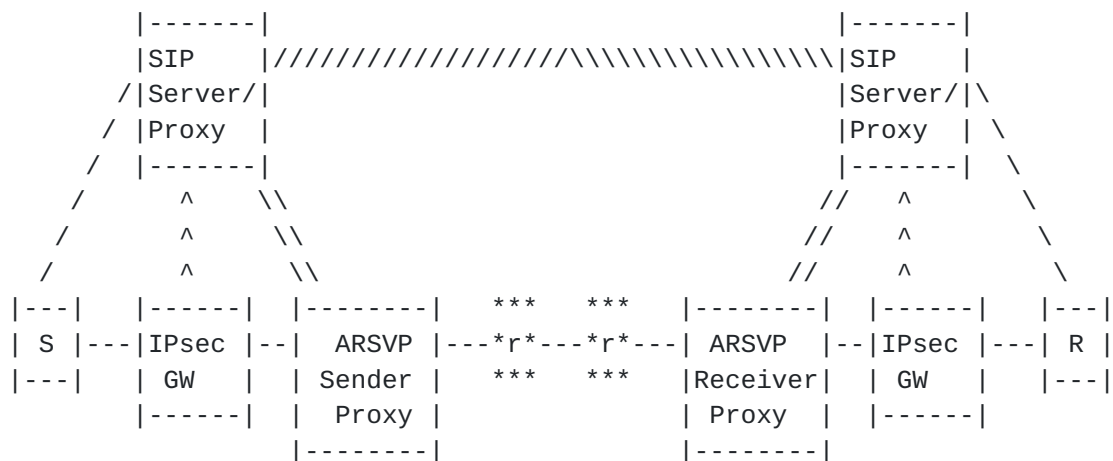 |-------|                                    |-------|
         |SIP    |///////////////////\\\\\\\\\\\\\\\\\|SIP    |
        /|Server/|                                    |Server/|\
       / |Proxy  |                                    |Proxy  | \
      /  |-------|                                    |-------|  \
     /      ^    \\                                  //   ^       \
    /       ^     \\                                //    ^        \
   /        ^      \\                              //     ^         \
|---|   |------|  |--------|   ***   ***   |--------|  |------|   |---|
| S |---|IPsec |--|  ARSVP |---*r*---*r*---| ARSVP  |--|IPsec |---| R |
|---|   | GW   |  | Sender |   ***   ***   |Receiver|  | GW   |   |---|
        |------|  |  Proxy |               | Proxy  |  |------|
                  |--------|               |--------|